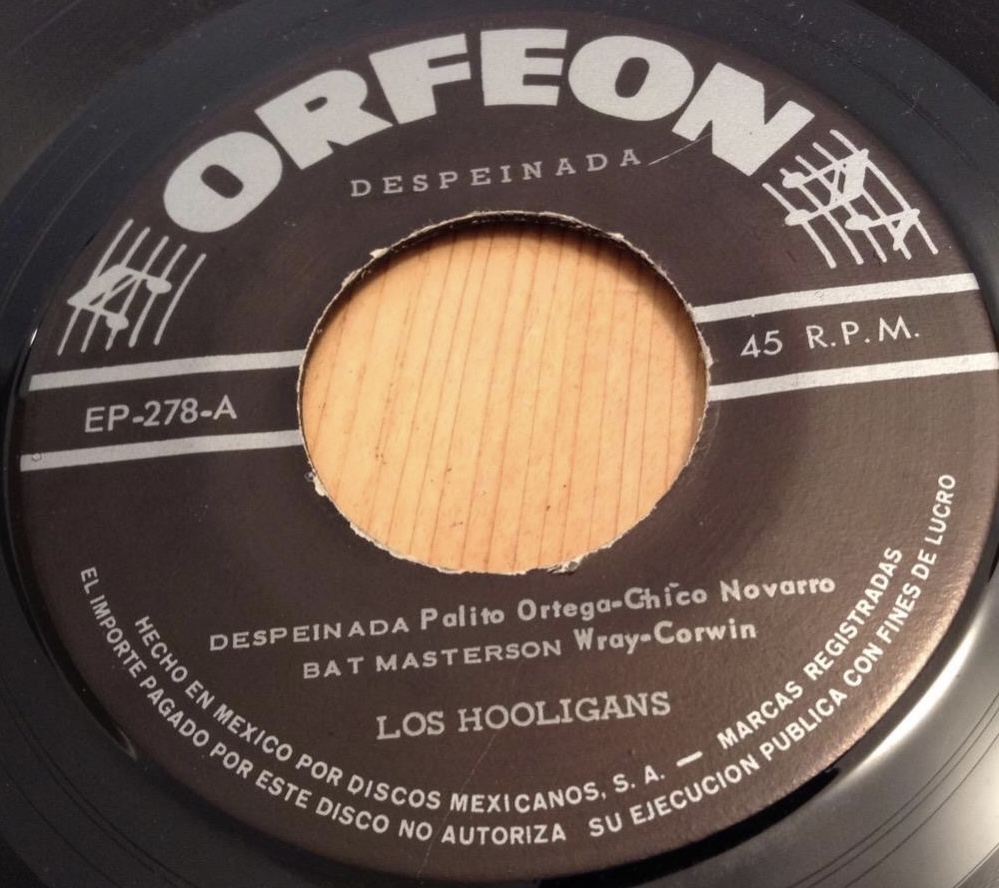 ORFEON
DESPEINADA
45 R.P.M.
EP-278-A
DESPEINADA Palito Ortega-Chico Novarro
BAT MASTERSON Wray-Corwin
LOS HOOLIGANS
HECHO EN MEXICO POR DISCOS MEXICANOS, S. A. — MARCAS REGISTRADAS
EL IMPORTE PAGADO POR ESTE DISCO NO AUTORIZA SU EJECUCION PUBLICA CON FINES DE LUCRO